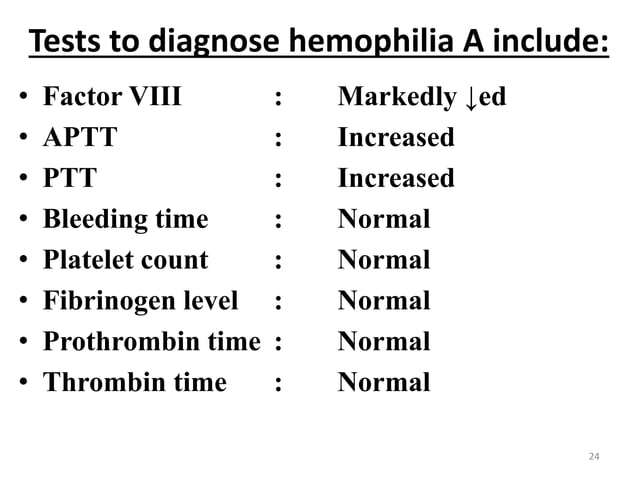 Tests to diagnose hemophilia A include:
• Factor VIII : Markedly ↓ed
• APTT : Increased
• PTT : Increased
• Bleeding time : Normal
• Platelet count : Normal
• Fibrinogen level : Normal
• Prothrombin time : Normal
• Thrombin time : Normal
24